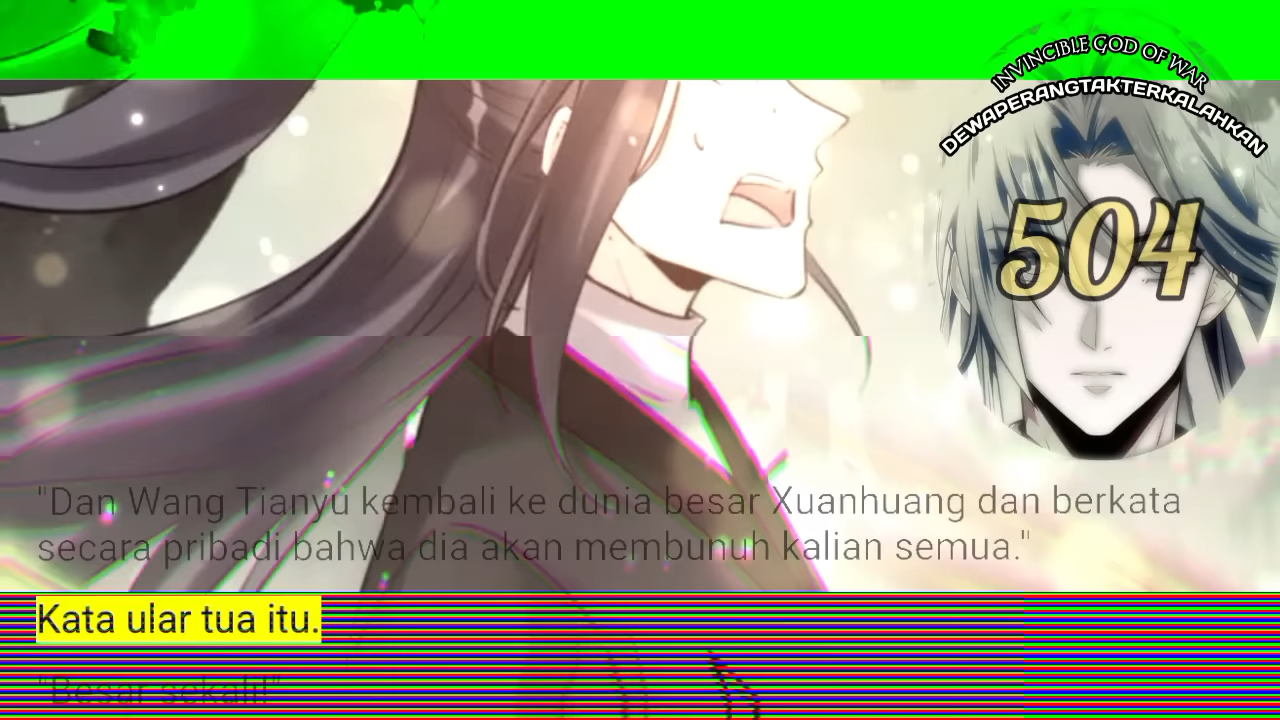 INVINCIBLE GOD OF WAR
DEWAPERANGTAKTERKALAHKAN
504
"Dan Wang Tianyu kembali ke dunia besar Xuanhuang dan berkata
secara pribadi bahwa dia akan membunuh kalian semua."
Kata ular tua itu.
"Besar sekali!"